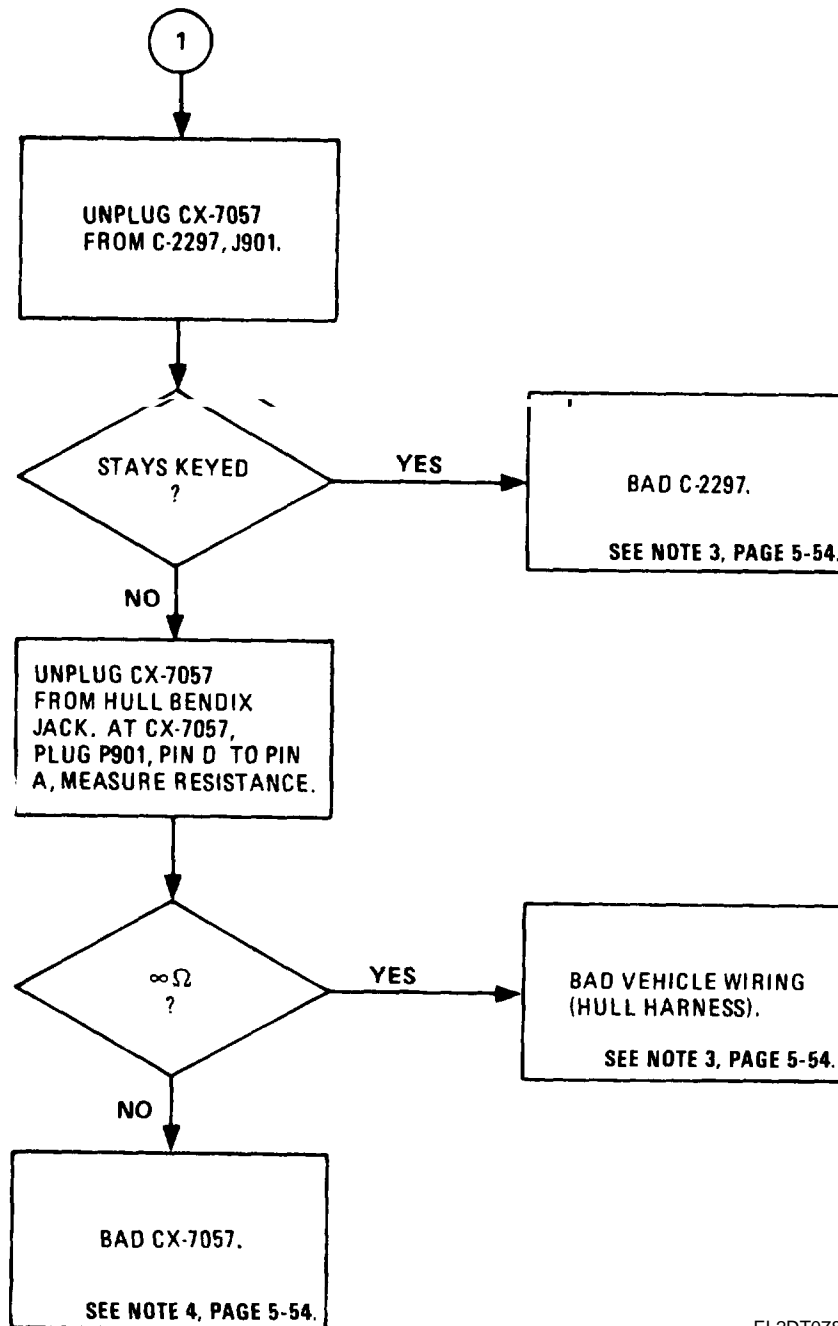 1
UNPLUG CX-7057
FROM C-2297, J901.
STAYS KEYED
?
YES
BAD C-2297.
SEE NOTE 3, PAGE 5-54.
NO
UNPLUG CX-7057
FROM HULL BENDIX
JACK. AT CX-7057,
PLUG P901, PIN D TO PIN
A, MEASURE RESISTANCE.
∞Ω
?
YES
BAD VEHICLE WIRING
(HULL HARNESS).
SEE NOTE 3, PAGE 5-54.
NO
BAD CX-7057.
SEE NOTE 4, PAGE 5-54.